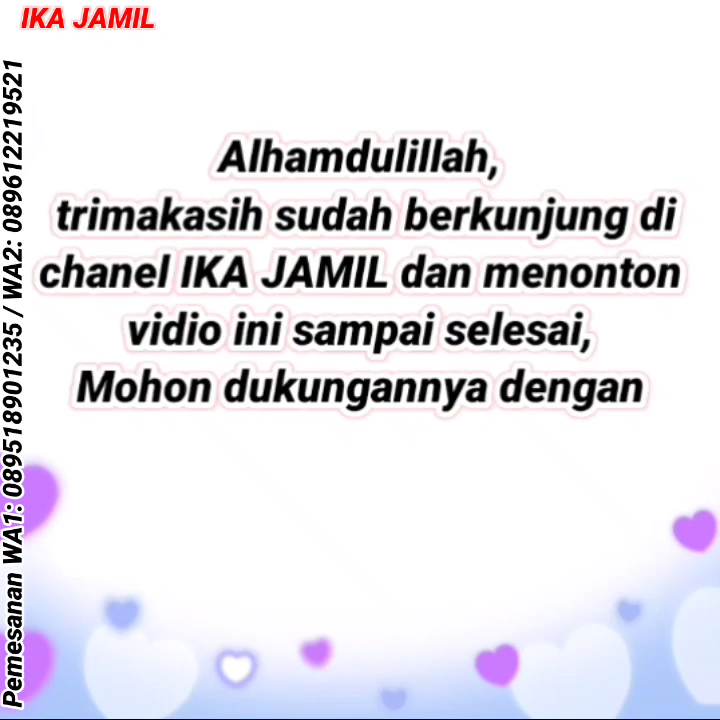 IKA JAMIL
Pemesanan WA1: 089518901235 / WA2: 089612219521
Alhamdulillah,
trimakasih sudah berkunjung di
chanel IKA JAMIL dan menonton
vidio ini sampai selesai,
Mohon dukungannya dengan